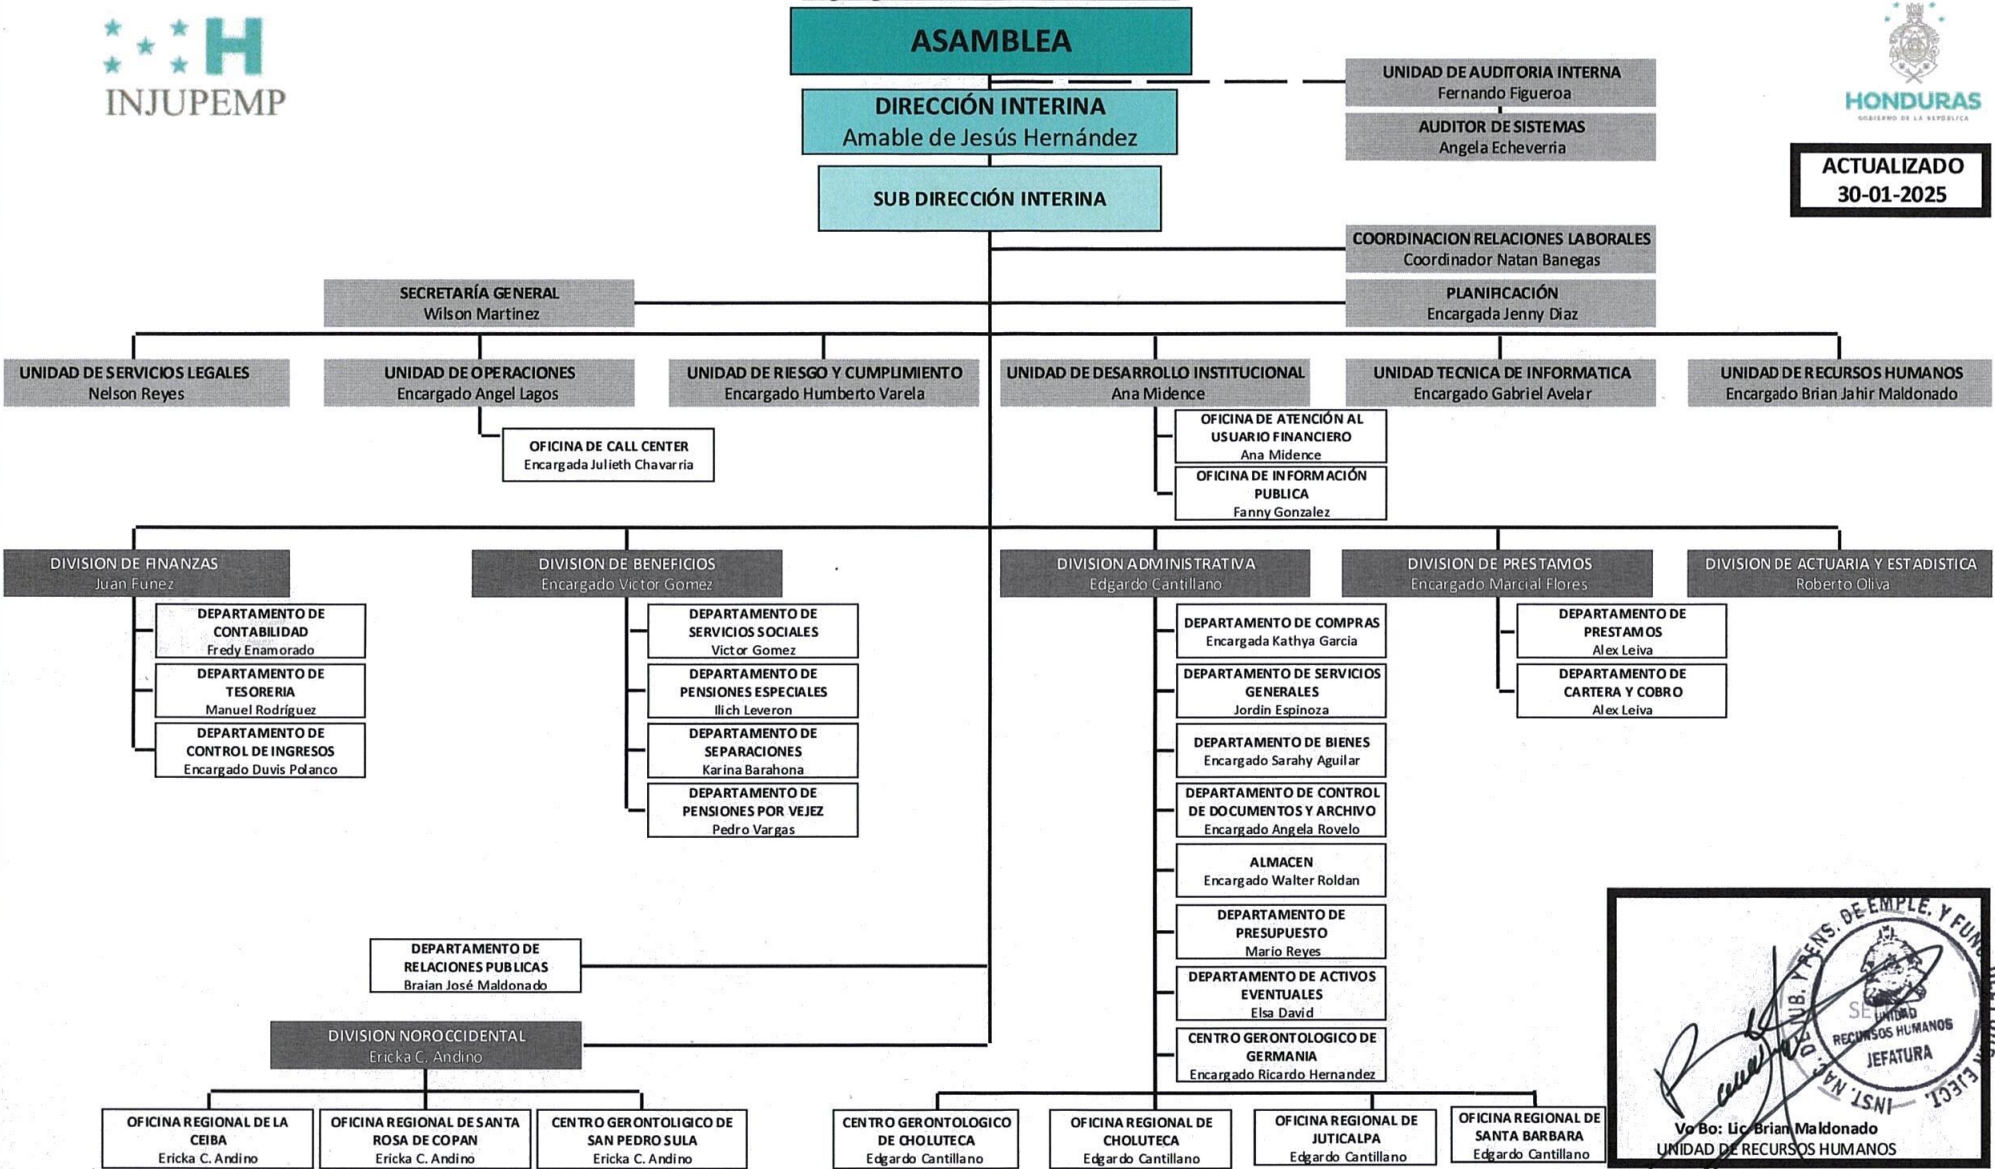 H
INJUPEMP
HONDURAS
GOBIERNO DE LA REPÚBLICA
ACTUALIZADO
30-01-2025
ASAMBLEA
UNIDAD DE AUDITORIA INTERNA
Fernando Figueroa
AUDITOR DE SISTEMAS
Angela Echeverria
DIRECCIÓN INTERINA
Amable de Jesús Hernández
SUB DIRECCIÓN INTERINA
COORDINACION RELACIONES LABORALES
Coordinador Natan Banegas
SECRETARÍA GENERAL
Wilson Martinez
PLANIFICACIÓN
Encargada Jenny Diaz
UNIDAD DE SERVICIOS LEGALES
Nelson Reyes
UNIDAD DE OPERACIONES
Encargado Angel Lagos
UNIDAD DE RIESGO Y CUMPLIMIENTO
Encargado Humberto Varela
UNIDAD DE DESARROLLO INSTITUCIONAL
Ana Midence
UNIDAD TECNICA DE INFORMATICA
Encargado Gabriel Avelar
UNIDAD DE RECURSOS HUMANOS
Encargado Brian Jahir Maldonado
OFICINA DE CALL CENTER
Encargada Julieth Chavarria
OFICINA DE ATENCIÓN AL
USUARIO FINANCIERO
Ana Midence
OFICINA DE INFORMACIÓN
PUBLICA
Fanny Gonzalez
DIVISION DE FINANZAS
Juan Funez
DIVISION DE BENEFICIOS
Encargado Victor Gomez
DIVISION ADMINISTRATIVA
Edgardo Cantillano
DIVISION DE PRESTAMOS
Encargado Marcial Flores
DIVISION DE ACTUARIA Y ESTADISTICA
Roberto Oliva
DEPARTAMENTO DE
CONTABILIDAD
Fredy Enamorado
DEPARTAMENTO DE
TESORERIA
Manuel Rodríguez
DEPARTAMENTO DE
CONTROL DE INGRESOS
Encargado Duvis Polanco
DEPARTAMENTO DE
SERVICIOS SOCIALES
Victor Gomez
DEPARTAMENTO DE
PENSIONES ESPECIALES
Ilich Leveron
DEPARTAMENTO DE
SEPARACIONES
Karina Barahona
DEPARTAMENTO DE
PENSIONES POR VEJEZ
Pedro Vargas
DEPARTAMENTO DE COMPRAS
Encargada Kathya Garcia
DEPARTAMENTO DE SERVICIOS
GENERALES
Jordin Espinoza
DEPARTAMENTO DE BIENES
Encargado Sarahy Aguilar
DEPARTAMENTO DE CONTROL
DE DOCUMENTOS Y ARCHIVO
Encargado Angela Rovelo
ALMACEN
Encargado Walter Roldan
DEPARTAMENTO DE
PRESUPUESTO
Mario Reyes
DEPARTAMENTO DE ACTIVOS
EVENTUALES
Elsa David
CENTRO GERONTOLOGICO DE
GERMANIA
Encargado Ricardo Hernandez
DEPARTAMENTO DE
PRESTAMOS
Alex Leiva
DEPARTAMENTO DE
CARTERA Y COBRO
Alex Leiva
DEPARTAMENTO DE
RELACIONES PUBLICAS
Braian José Maldonado
DIVISION NOROCCIDENTAL
Ericka C. Andino
OFICINA REGIONAL DE LA
CEIBA
Ericka C. Andino
OFICINA REGIONAL DE SANTA
ROSA DE COPAN
Ericka C. Andino
CENTRO GERONTOLIGICO DE
SAN PEDRO SULA
Ericka C. Andino
CENTRO GERONTOLOGICO
DE CHOLUTECA
Edgardo Cantillano
OFICINA REGIONAL DE
CHOLUTECA
Edgardo Cantillano
OFICINA REGIONAL DE
JUTICALPA
Edgardo Cantillano
OFICINA REGIONAL DE
SANTA BARBARA
Edgardo Cantillano
INST. NAC. DE JUB. Y PENS. DE EMPLE. Y FUNC
EJECT.
UNIDAD
RECURSOS HUMANOS
JEFATURA
Vo Bo: Lic Brian Maldonado
UNIDAD DE RECURSOS HUMANOS